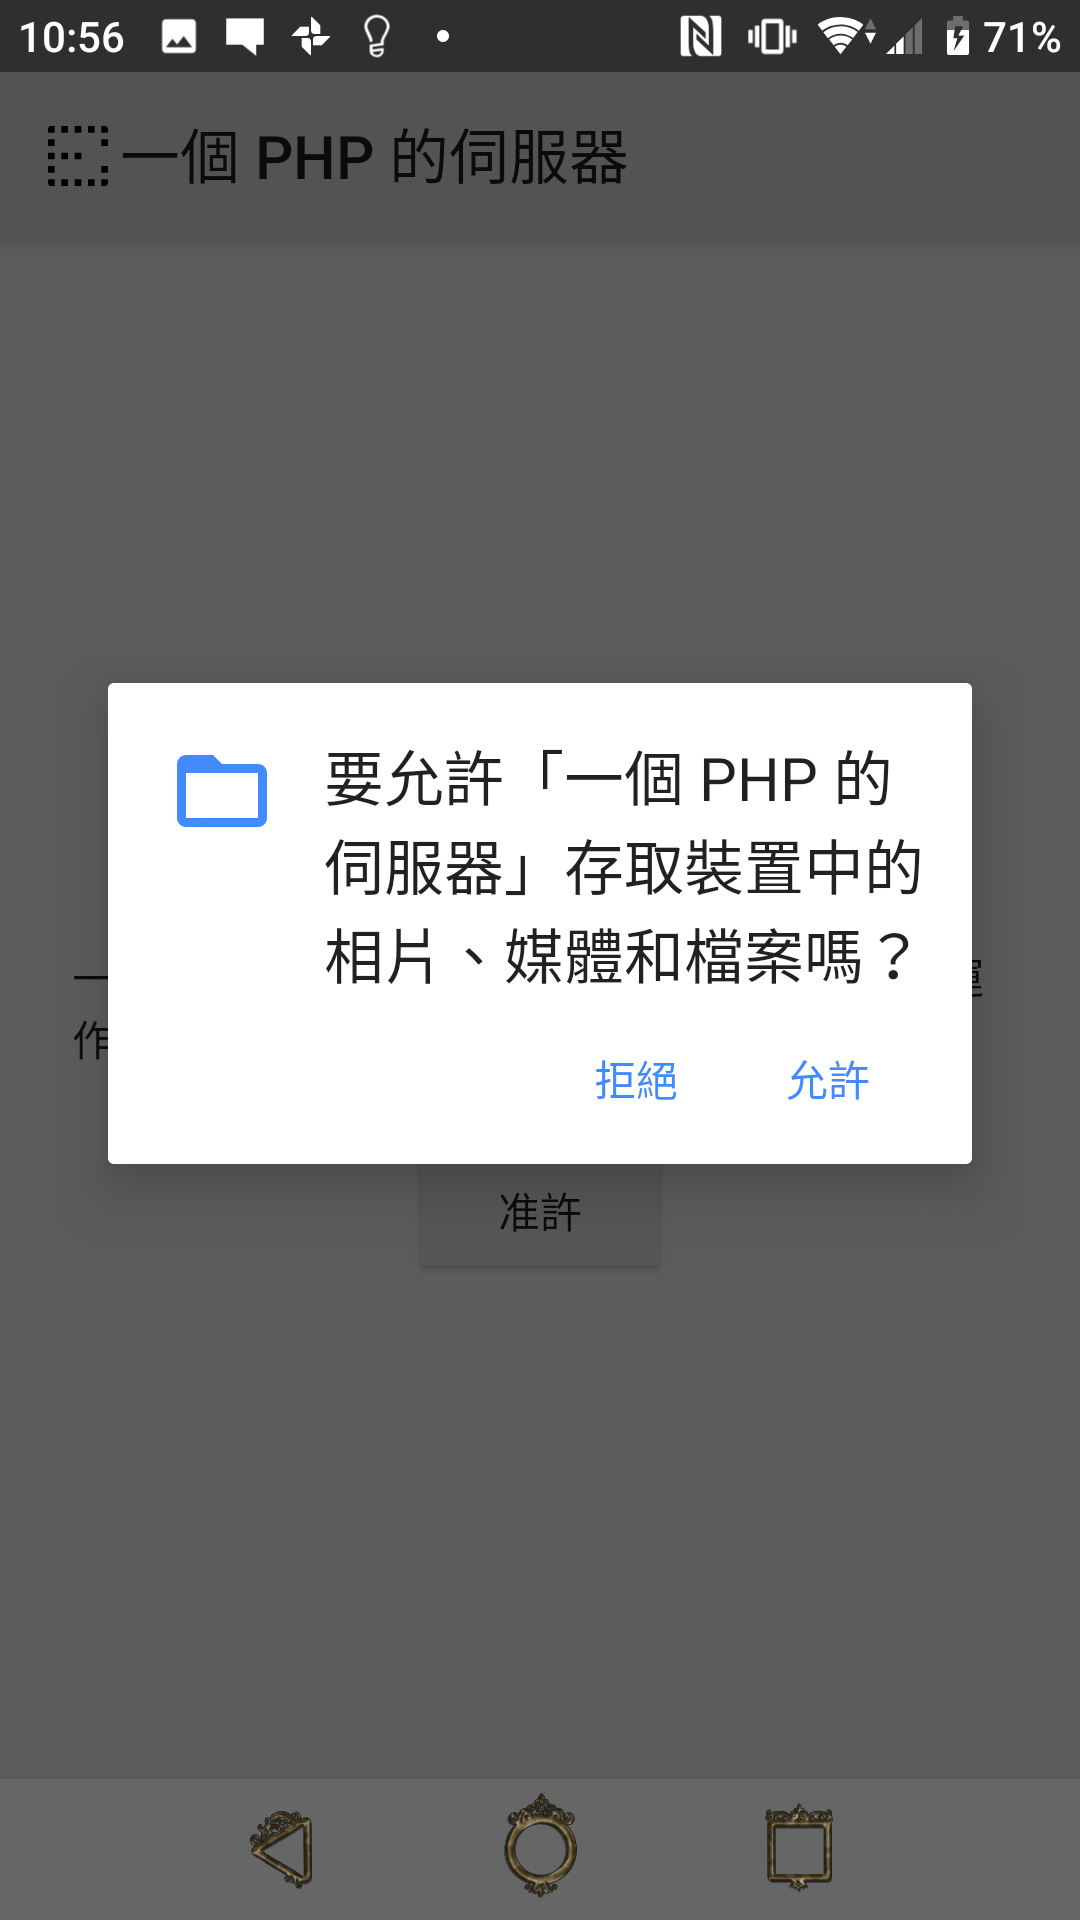 10:56 71%
一個 PHP 的伺服器
要允許「一個 PHP 的
伺服器」存取裝置中的
相片、媒體和檔案嗎？
一
作
拒絕 允許
准許